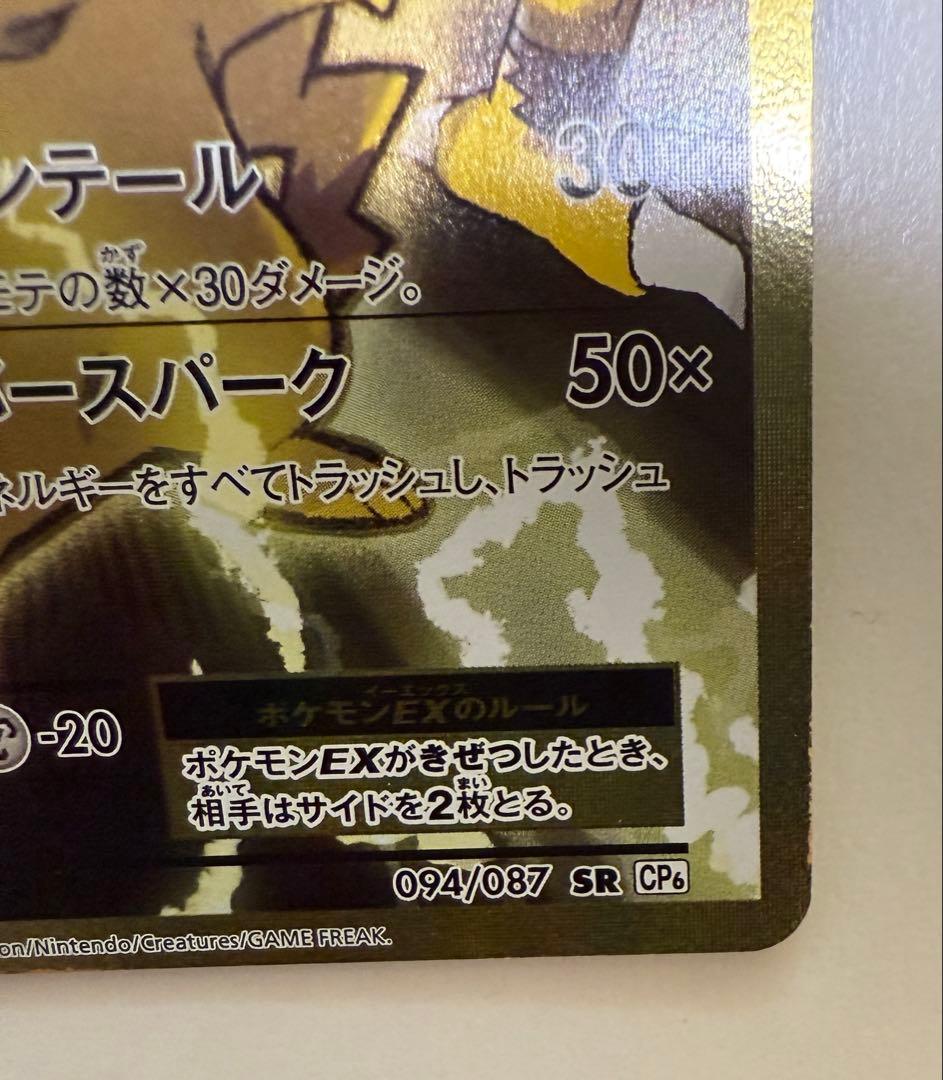 ンテール 30
モテの数×30ダメージ。
かず
ースパーク 50×
ネルギーをすべてトラッシュし、トラッシュ
イーエックス
ポケモンEXのルール
-20
ポケモンEXがきぜつしたとき、
あいて まい
相手はサイドを2枚とる。
094/087 SR CP6
on/Nintendo/Creatures/GAME FREAK.